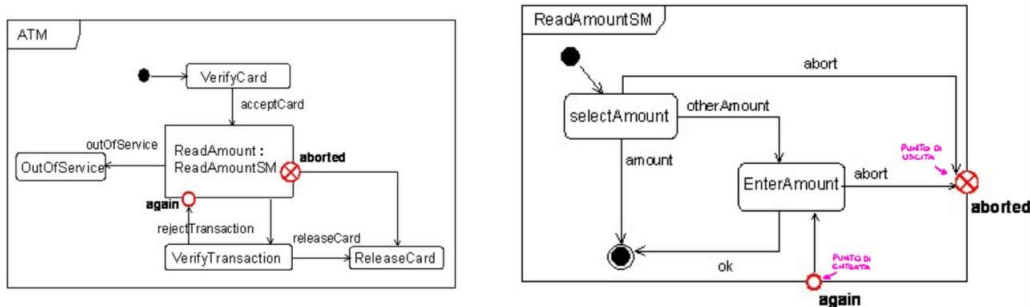 ATM
VerifyCard
acceptCard
outOfService
OutOfService
ReadAmount :
ReadAmountSM
aborted
again
rejectTransaction
releaseCard
VerifyTransaction
ReleaseCard
ReadAmountSM
abort
selectAmount
otherAmount
amount
PUNTO DI
USCITA
EnterAmount
abort
aborted
PUNTO DI
ENTRATA
ok
again